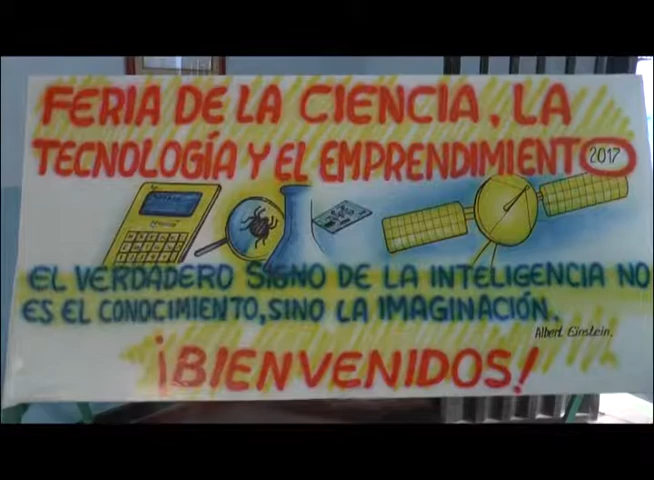 FERIA DE LA CIENCIA, LA
TECNOLOGÍA Y EL EMPRENDIMIENTO
2017
EL VERDADERO SIGNO DE LA INTELIGENCIA NO
ES EL CONOCIMIENTO, SINO LA IMAGINACIÓN.
Albert Einstein.
¡BIENVENIDOS!